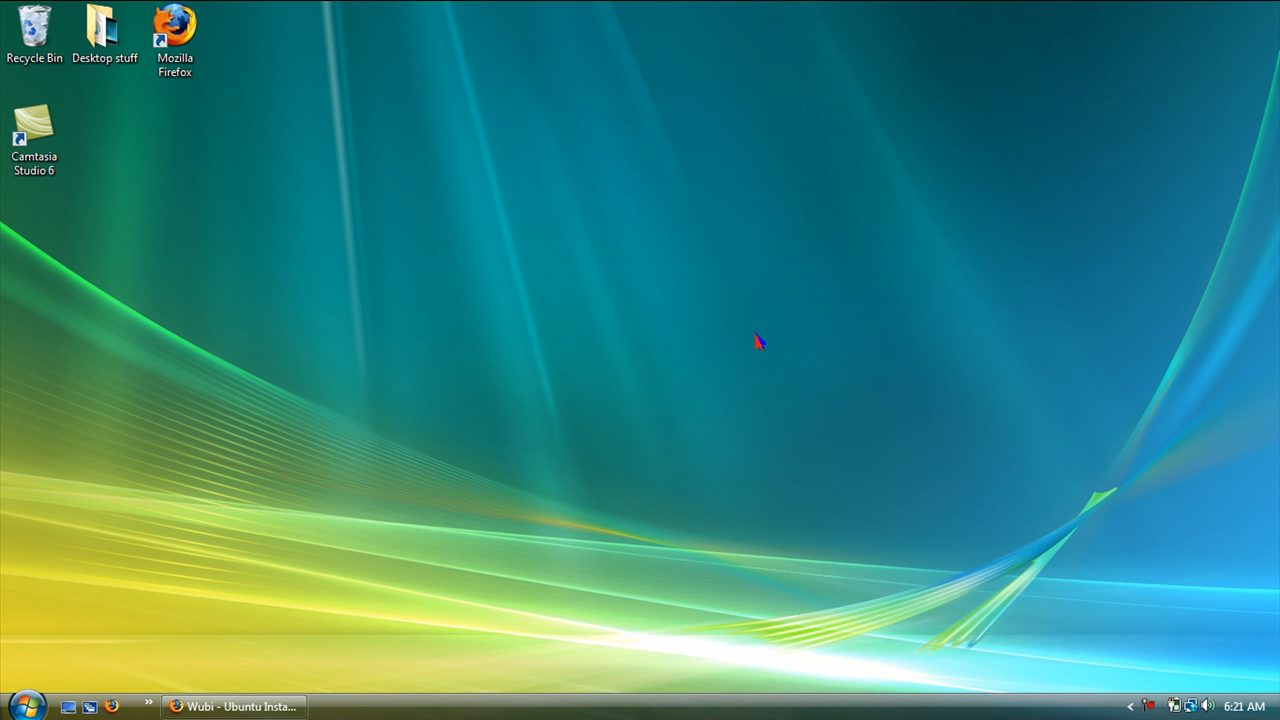 Recycle Bin
Desktop stuff
Mozilla
Firefox
Camtasia
Studio 6
Wubi - Ubuntu Insta...
6:21 AM